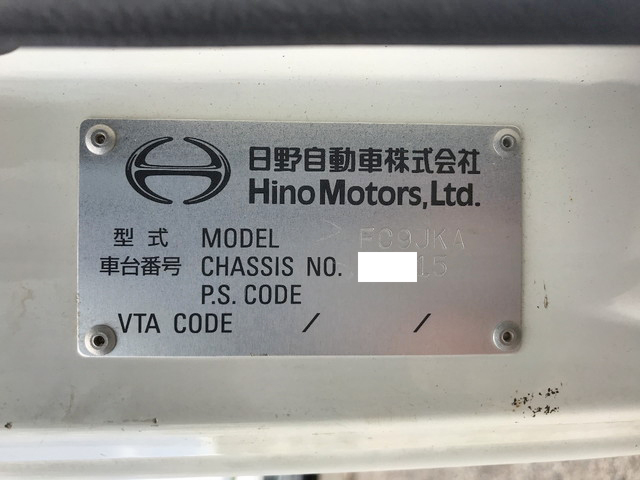 日野自動車株式会社
Hino Motors, Ltd.
型式 MODEL FC9JKA
車台番号 CHASSIS NO. 15
P.S. CODE
VTA CODE / /